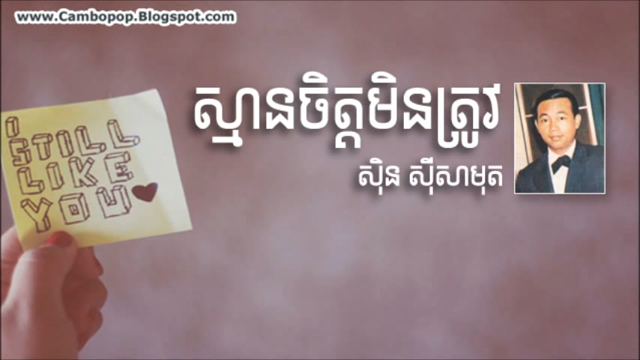 www.Cambopop.Blogspot.com
ស្មានចិត្តមិនត្រូវ
ស៊ិន ស៊ីសាមុត
I
STILL
LIKE
YOU